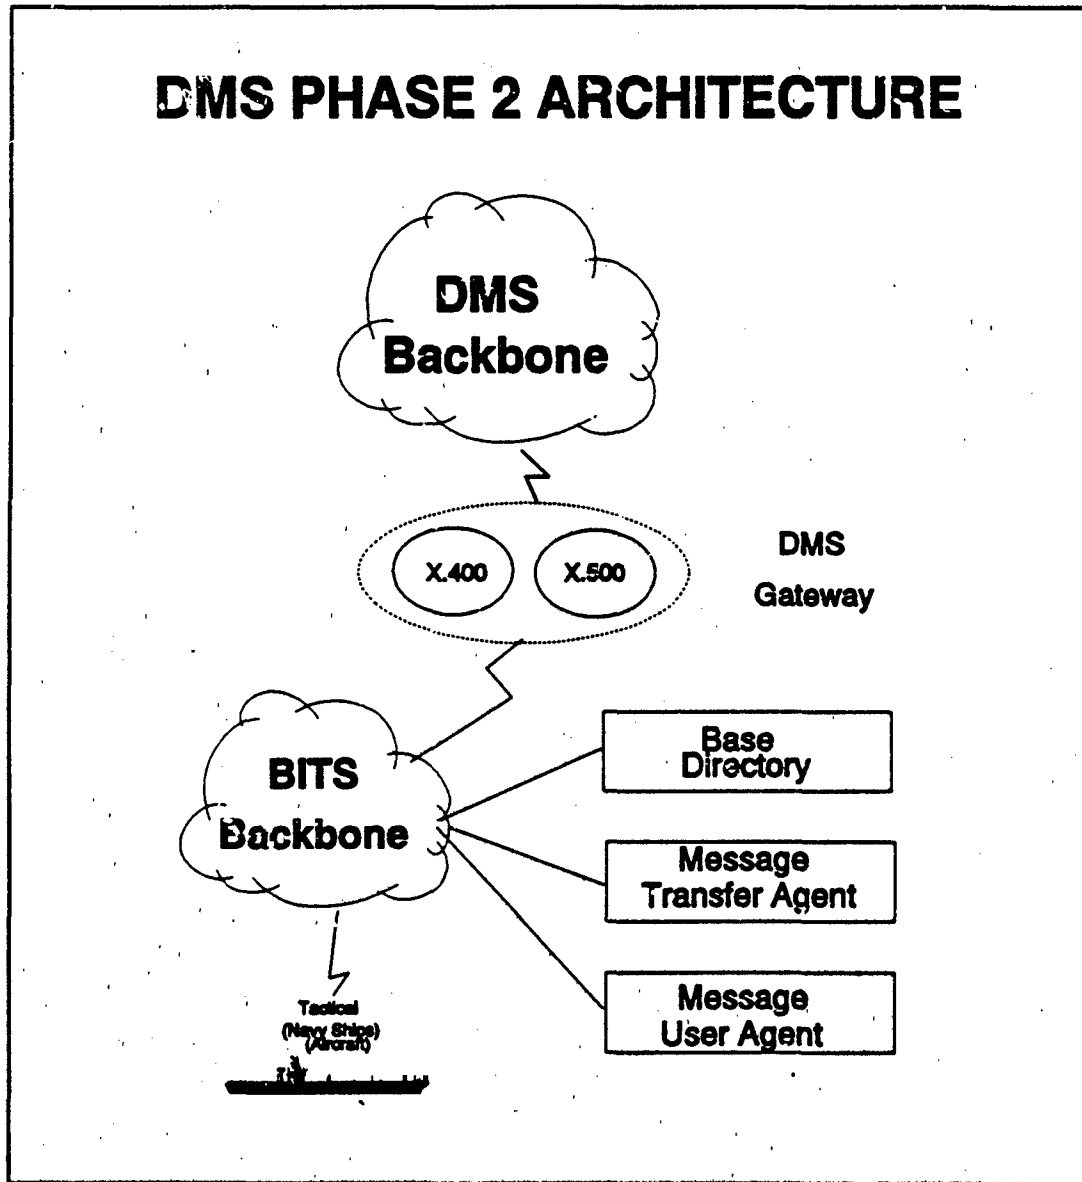 DMS PHASE 2 ARCHITECTURE
DMS
Backbone
X.400
X.500
DMS
Gateway
BITS
Backbone
Base
Directory
Message
Transfer Agent
Message
User Agent
Tactical
(Navy Ships)
(Aircraft)